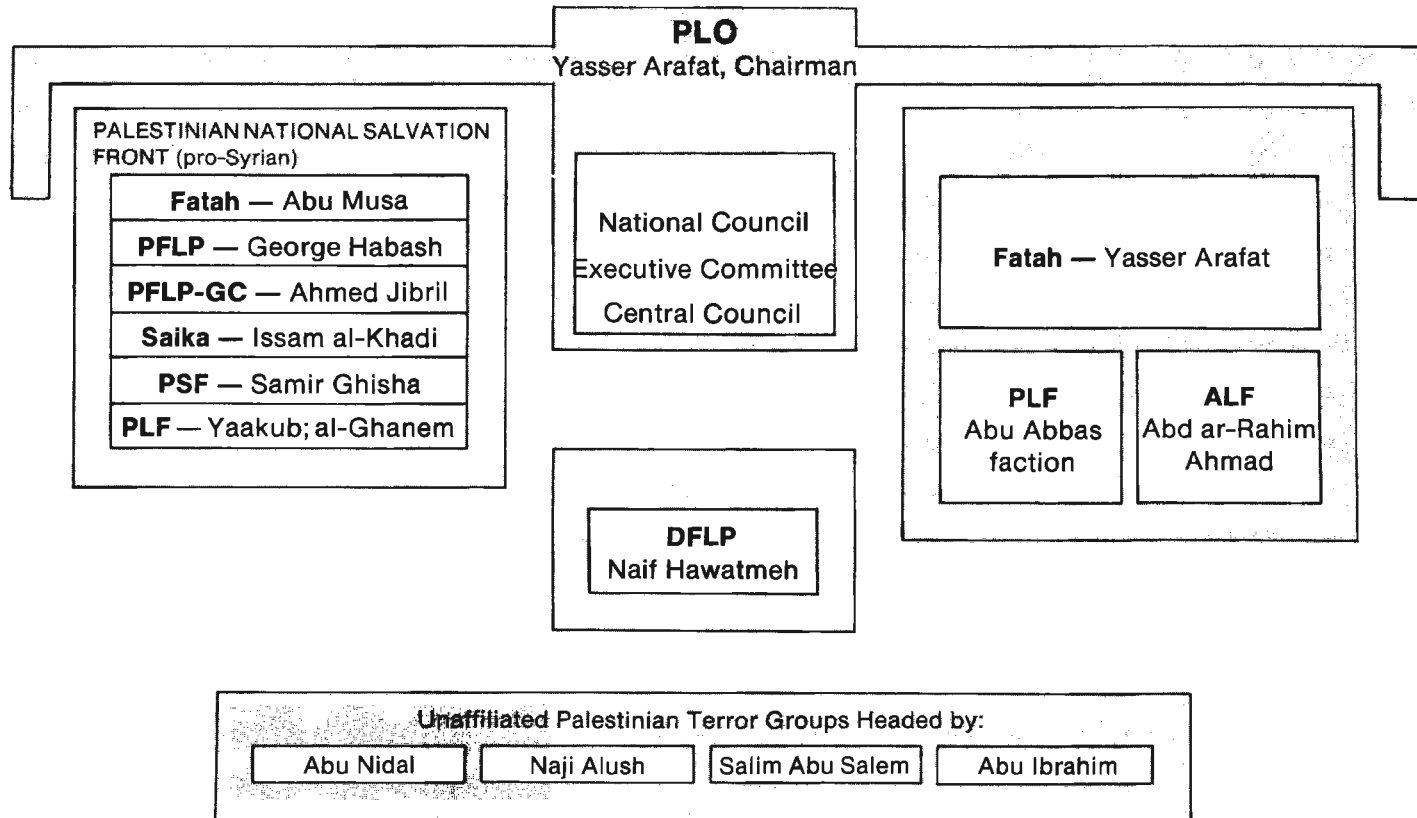 PLO
Yasser Arafat, Chairman
PALESTINIAN NATIONAL SALVATION
FRONT (pro-Syrian)
Fatah — Abu Musa
PFLP — George Habash
PFLP-GC — Ahmed Jibril
Saika — Issam al-Khadi
PSF — Samir Ghisha
PLF — Yaakub; al-Ghanem
National Council
Executive Committee
Central Council
DFLP
Naif Hawatmeh
Fatah — Yasser Arafat
PLF
Abu Abbas
faction
ALF
Abd ar-Rahim
Ahmad
Unaffiliated Palestinian Terror Groups Headed by:
Abu Nidal
Naji Alush
Salim Abu Salem
Abu Ibrahim